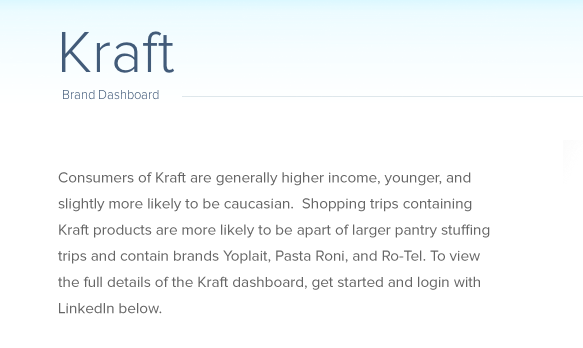 Kraft
Brand Dashboard
Consumers of Kraft are generally higher income, younger, and
slightly more likely to be caucasian.  Shopping trips containing
Kraft products are more likely to be apart of larger pantry stuffing
trips and contain brands Yoplait, Pasta Roni, and Ro-Tel. To view
the full details of the Kraft dashboard, get started and login with
LinkedIn below.